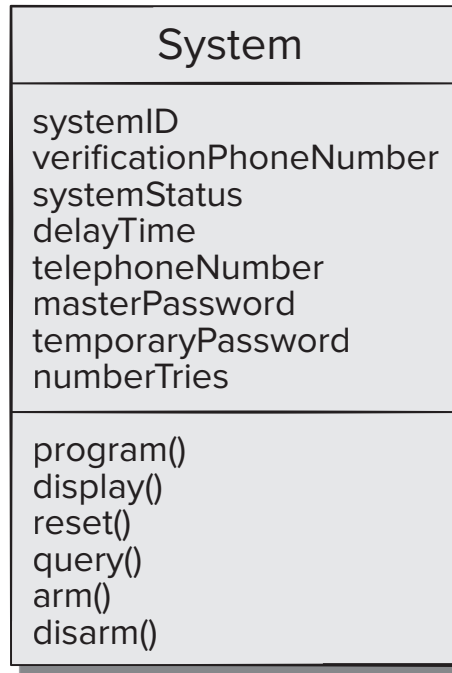 System
systemID
verificationPhoneNumber
systemStatus
delayTime
telephoneNumber
masterPassword
temporaryPassword
numberTries
program()
display()
reset()
query()
arm()
disarm()